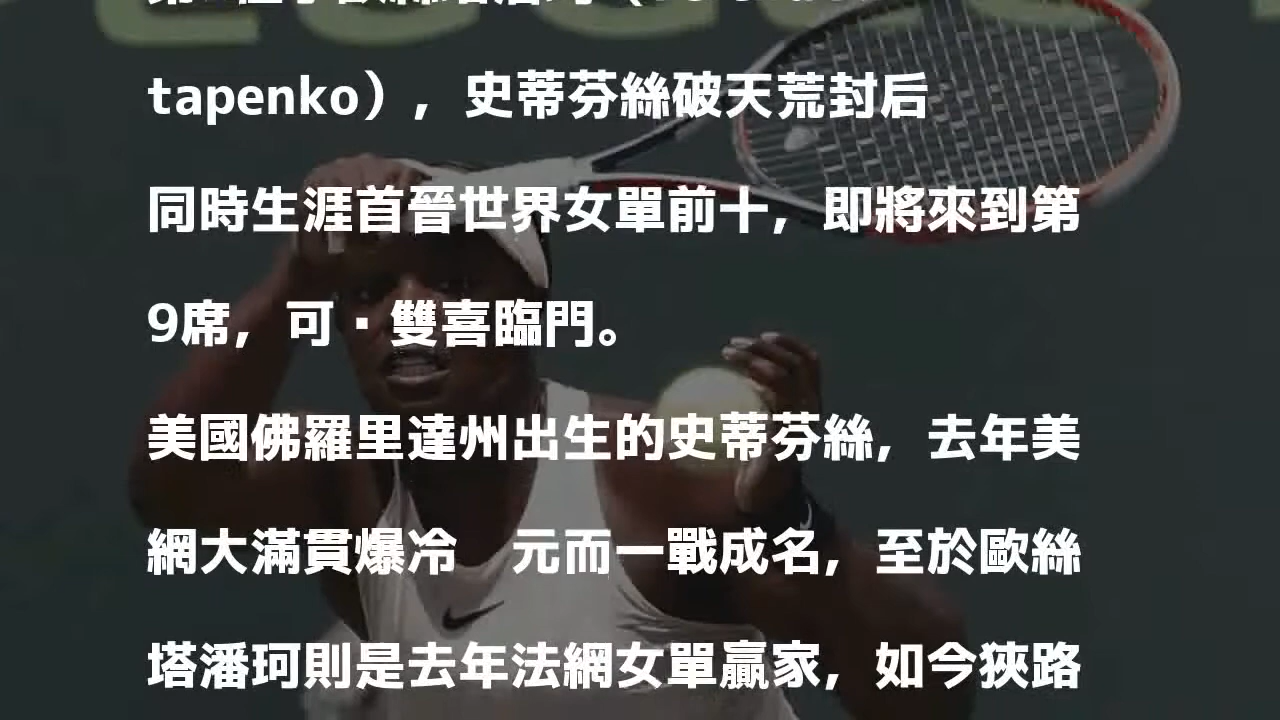 tapenko），史蒂芬絲破天荒封后
同時生涯首晉世界女單前十，即將來到第
9席，可·雙喜臨門。
美國佛羅里達州出生的史蒂芬絲，去年美
網大滿貫爆冷　元而一戰成名，至於歐絲
塔潘珂則是去年法網女單贏家，如今狹路